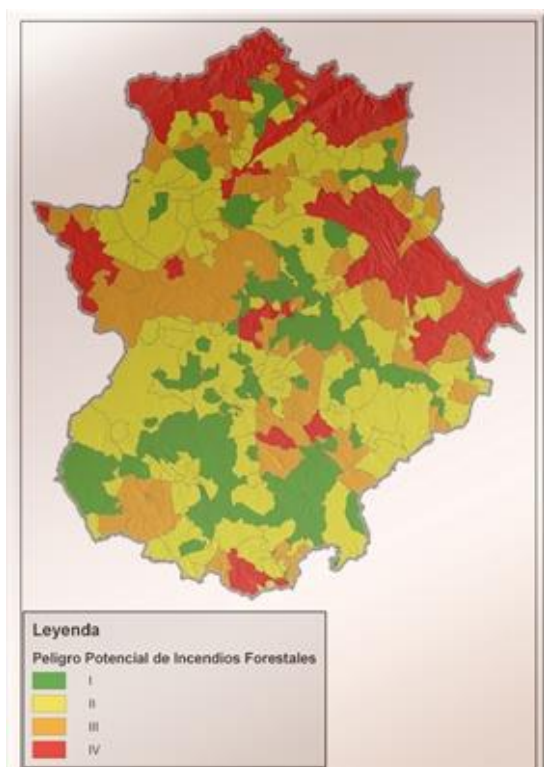 Leyenda
Peligro Potencial de Incendios Forestales
I
II
III
IV